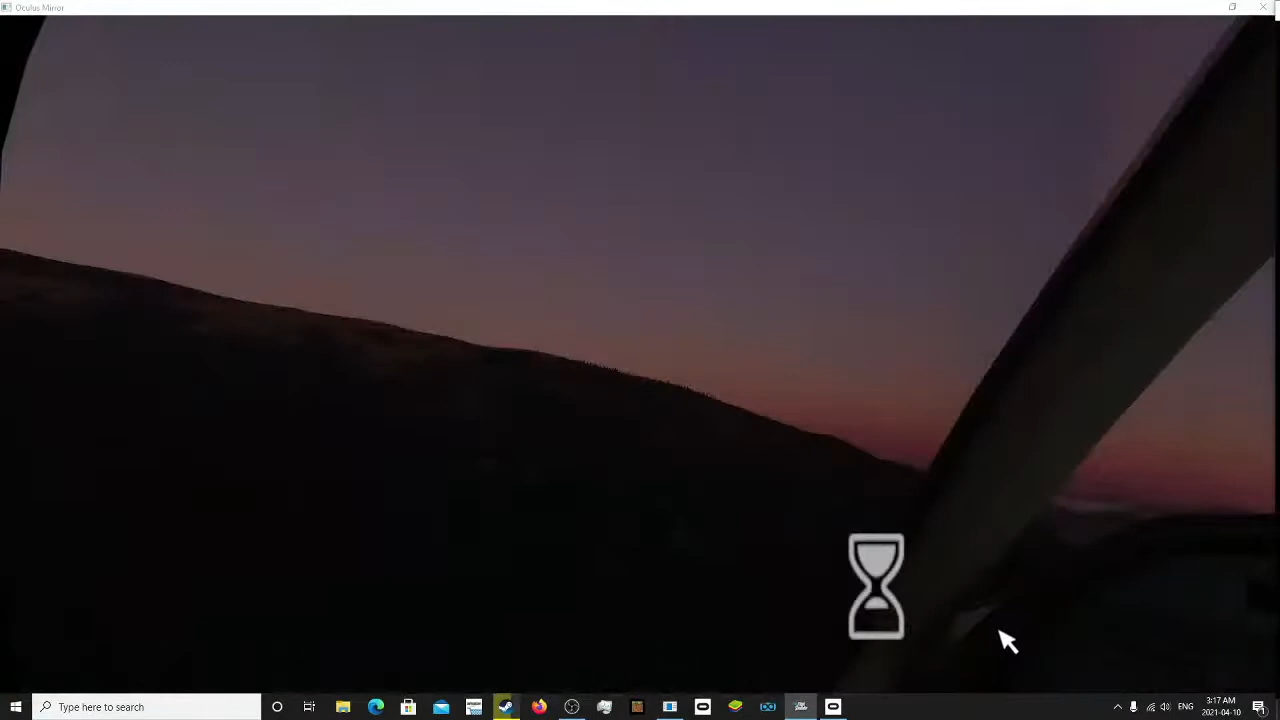 Oculus Mirror
Type here to search
ENG
3:17 AM
2021-04-10